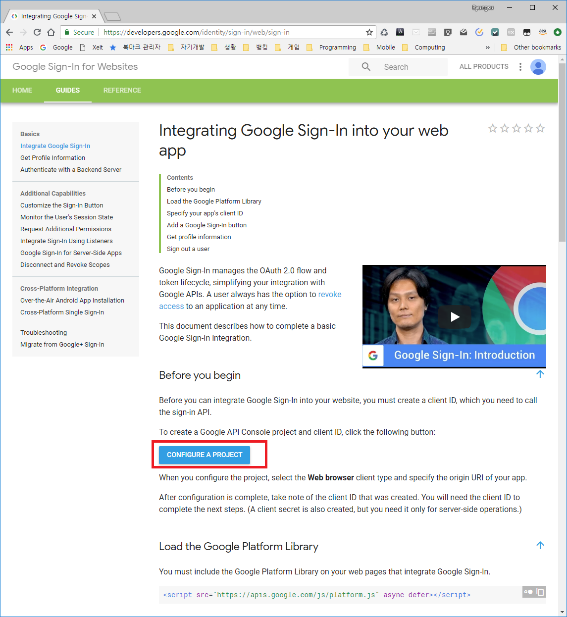 Integrating Google Sign-
Secure
https://developers.google.com/identity/sign-in/web/sign-in
Apps
Google
Xet
북마크 관리자
자기개발
생활
Programming
Mobile
Computing
Other bookmarks
Google Sign-In for Websites
Search
ALL PRODUCTS
HOME
GUIDES
REFERENCE
Basics
Integrate Google Sign-In
Get Profile Information
Authenticate with a Backend Server
Additional Capabilities
Customize the Sign-In Button
Monitor the User's Session State
Request Additional Permissions
Integrate Sign-In Using Listeners
Google Sign-In for Server-Side Apps
Disconnect and Revoke Scopes
Cross-Platform Integration
Over-the-Air Android App Installation
Cross-Platform Single Sign-In
Troubleshooting
Migrate from Google+ Sign-In
Integrating Google Sign-In into your web
app
Contents
Before you begin
Load the Google Platform Library
Specify your app's client ID
Add a Google Sign-In button
Get profile information
Sign out a user
Google Sign-In manages the OAuth 2.0 flow and
token lifecycle, simplifying your integration with
Google APIs. A user always has the option to revoke
access to an application at any time.
This document describes how to complete a basic
Google Sign-In integration.
Google Sign-In: Introduction
Before you begin
Before you can integrate Google Sign-In into your website, you must create a client ID, which you need to call
the sign-in API.
To create a Google API Console project and client ID, click the following button:
CONFIGURE A PROJECT
When you configure the project, select the Web browser client type and specify the origin URI of your app.
After configuration is complete, take note of the client ID that was created. You will need the client ID to
complete the next steps. (A client secret is also created, but you need it only for server-side operations.)
Load the Google Platform Library
You must include the Google Platform Library on your web pages that integrate Google Sign-In.
<script src="https://apis.google.com/js/platform.js" async defer></script>